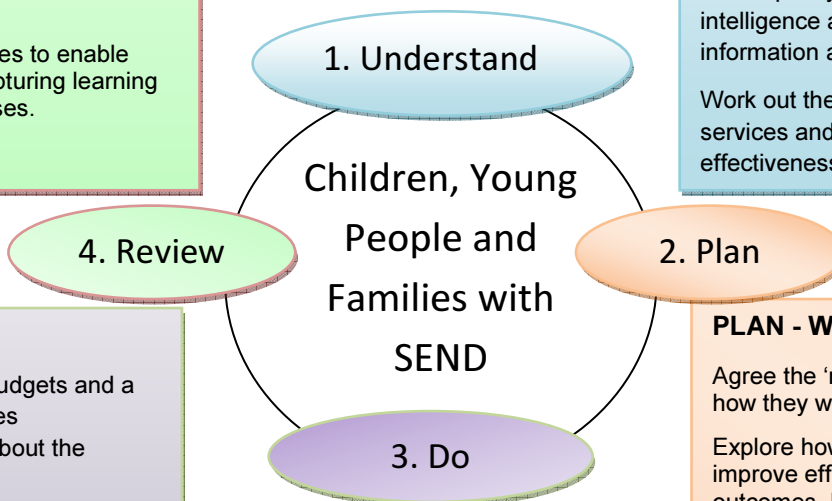 es to enable
turing learning
ses.
1. Understand
intelligence
information
Work out the
services and
effectiveness
Children, Young
People and
Families with
SEND
4. Review
2. Plan
udgets and a
es
bout the
3. Do
PLAN - W
Agree the
how they w
Explore how
improve eff
outcomes